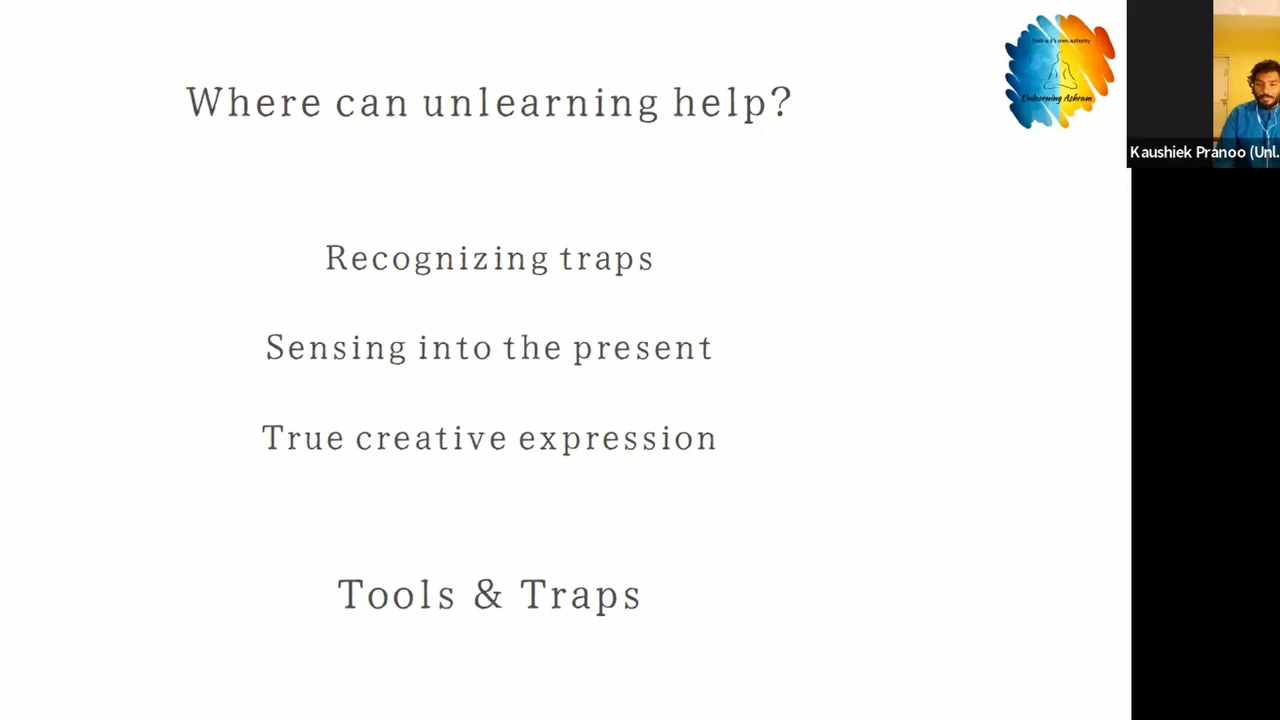 Where can unlearning help?
Recognizing traps
Sensing into the present
True creative expression
Tools & Traps
Unlearning Ashram
Kaushiek Pranoo (Unl.